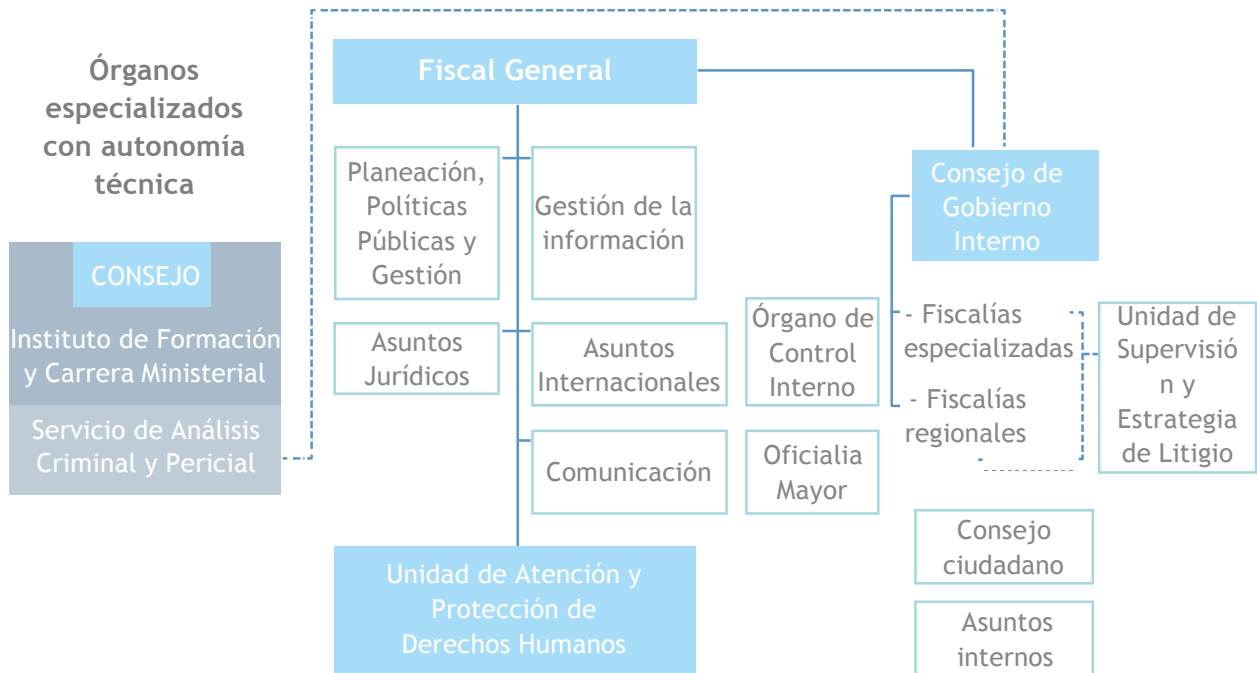 Órganos
especializados
con autonomía
técnica
CONSEJO
Instituto de Formación
y Carrera Ministerial
Servicio de Análisis
Criminal y Pericial
Fiscal General
Planeación,
Políticas
Públicas y
Gestión
Gestión de la
información
Asuntos
Jurídicos
Asuntos
Internacionales
Comunicación
Unidad de Atención y
Protección de
Derechos Humanos
Órgano de
Control
Interno
Oficialia
Mayor
Consejo de
Gobierno
Interno
- Fiscalías
especializadas
- Fiscalías
regionales
Unidad de
Supervisió
n y
Estrategia
de Litigio
Consejo
ciudadano
Asuntos
internos